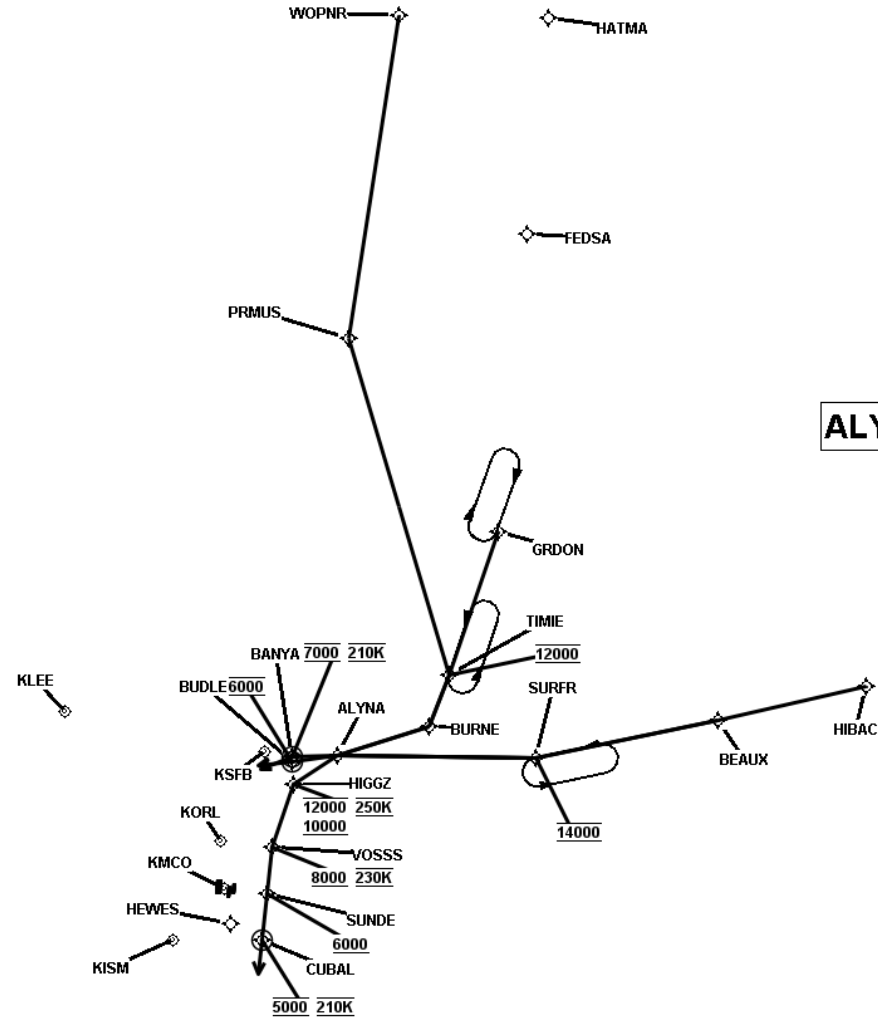 WOPNR
HATMA
FEDSA
PRMUS
ALY
GRDON
TIMIE
12000
BANYA 7000 210K
KLEE
BUDLE 6000
SURFR
ALYNA
BURNE
HIBAC
BEAUX
KSFB
HIGGZ
12000 250K
10000
KORL
14000
VOSSS
8000 230K
KMCO
HEWES
SUNDE
6000
KISM
CUBAL
5000 210K